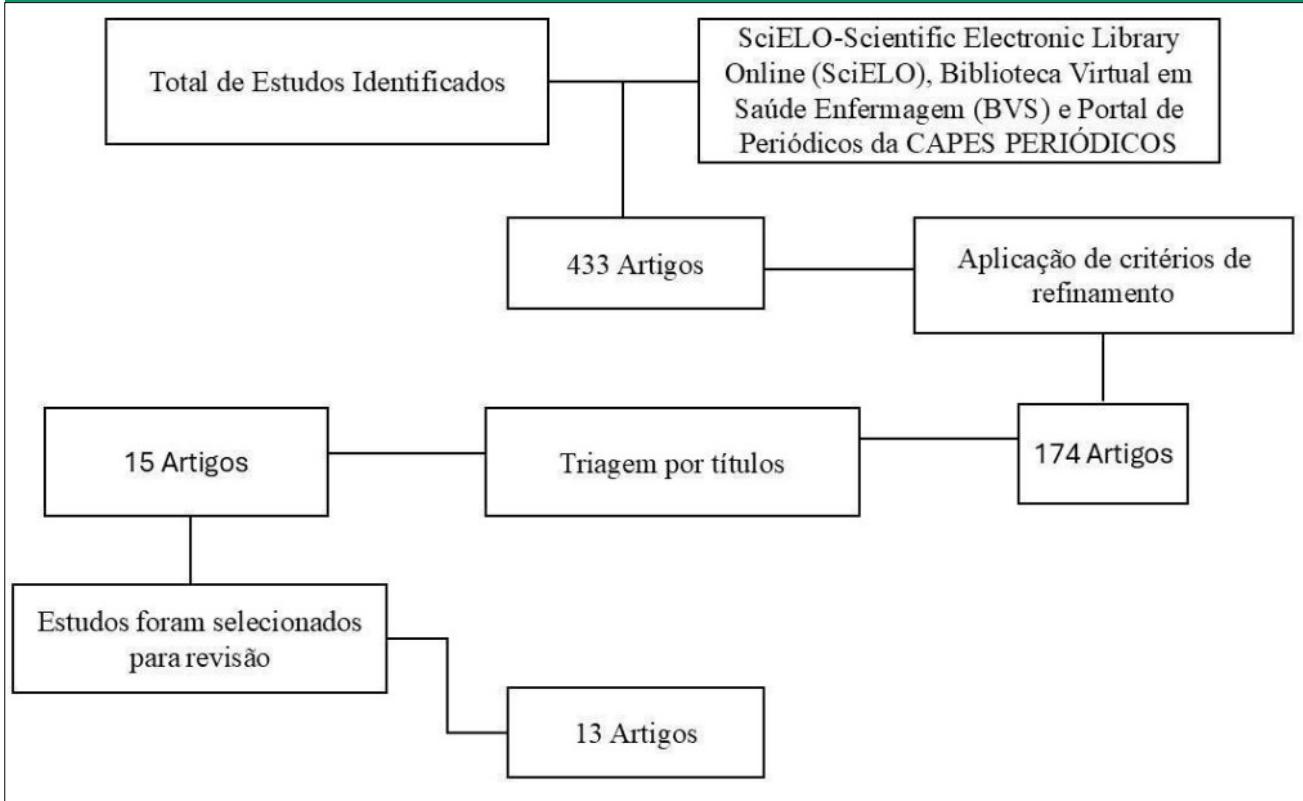 Total de Estudos Identificados
SciELO-Scientific Electronic Library
Online (SciELO), Biblioteca Virtual em
Saúde Enfermagem (BVS) e Portal de
Periódicos da CAPES PERIÓDICOS
433 Artigos
Aplicação de critérios de
refinamento
174 Artigos
Triagem por títulos
15 Artigos
Estudos foram selecionados
para revisão
13 Artigos